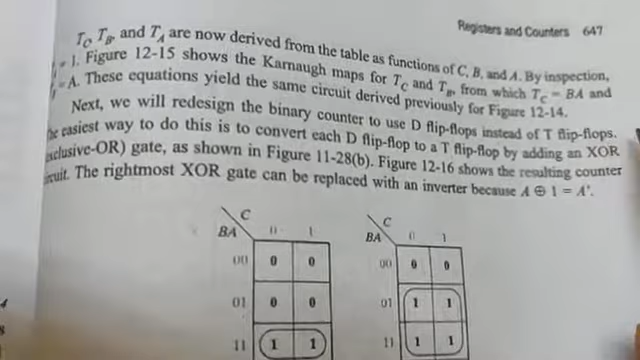 Registers and Counters 647
T_C, T_B, and T_A are now derived from the table as functions of C, B, and A. By inspection,
= 1. Figure 12-15 shows the Karnaugh maps for T_C and T_B, from which T_C = BA and
= A. These equations yield the same circuit derived previously for Figure 12-14.
Next, we will redesign the binary counter to use D flip-flops instead of T flip-flops.
he easiest way to do this is to convert each D flip-flop to a T flip-flop by adding an XOR
xclusive-OR) gate, as shown in Figure 11-28(b). Figure 12-16 shows the resulting counter
rcuit. The rightmost XOR gate can be replaced with an inverter because A ⊕ 1 = A'.
C C
BA 0 1 BA 0 1
00 0 0 00 0 0
01 0 0 01 1 1
11 1 1 11 1 1